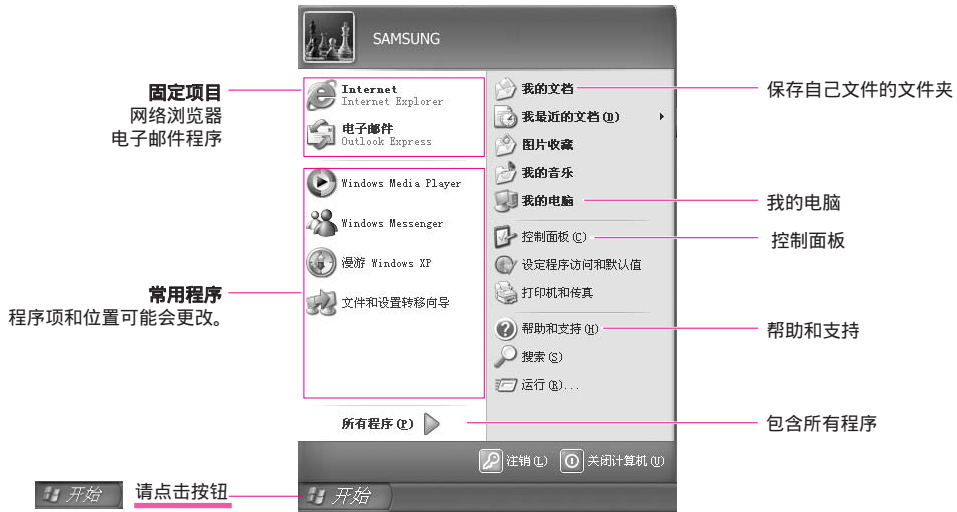 SAMSUNG
固定项目
网络浏览器
电子邮件程序
Internet
Internet Explorer
电子邮件
Outlook Express
Windows Media Player
Windows Messenger
漫游 Windows XP
文件和设置转移向导
常用程序
程序项和位置可能会更改。
所有程序(P)
我的文档
我最近的文档(D)
图片收藏
我的音乐
我的电脑
控制面板(C)
设定程序访问和默认值
打印机和传真
帮助和支持(H)
搜索(S)
运行(R)...
保存自己文件的文件夹
我的电脑
控制面板
帮助和支持
包含所有程序
注销(L)
关闭计算机(U)
开始
请点击按钮
开始